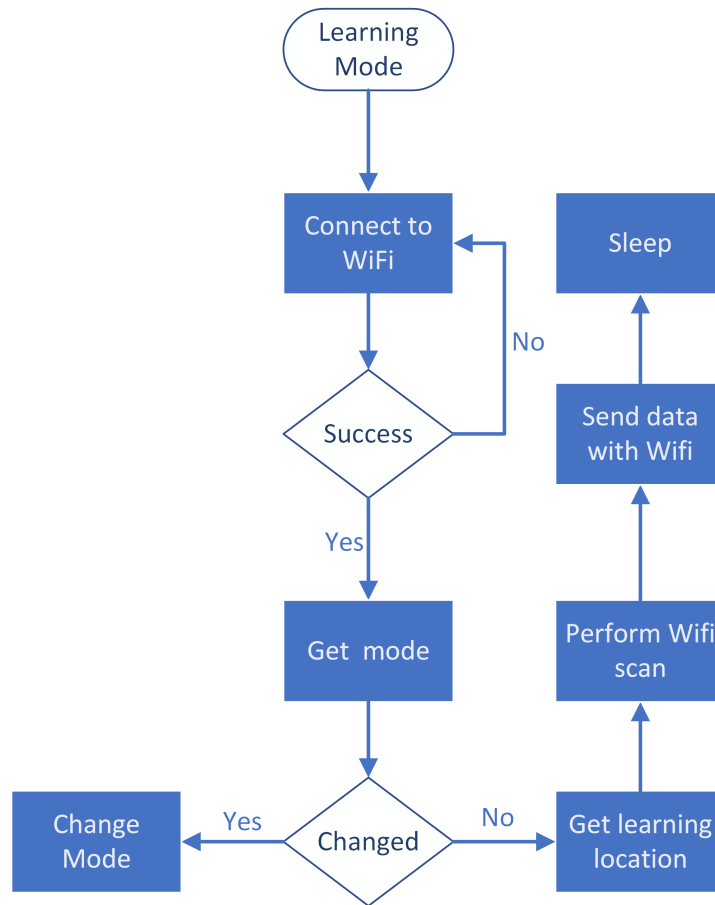 Learning
Mode
Connect to
WiFi
Sleep
No
Success
Send data
with Wifi
Yes
Get  mode
Perform Wifi
scan
Change
Mode
Yes
Changed
No
Get learning
location